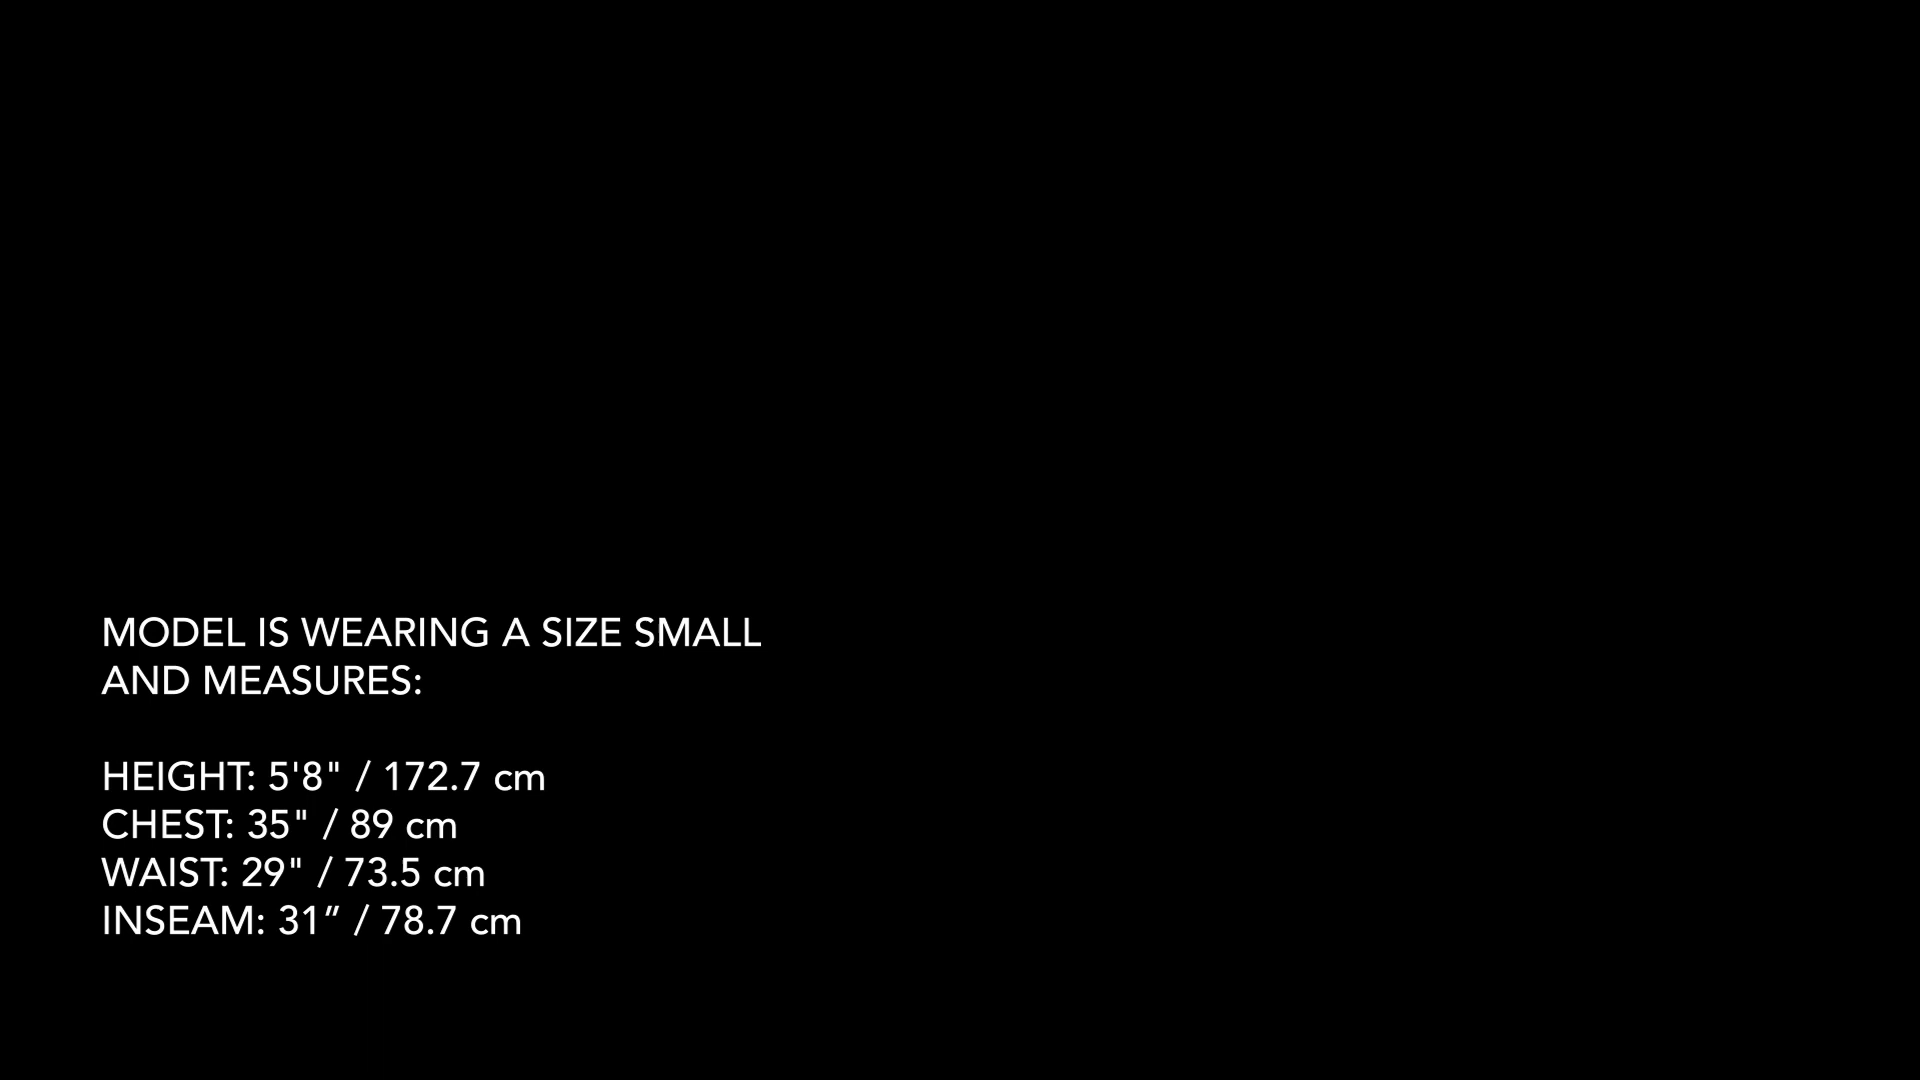 MODEL IS WEARING A SIZE SMALL
AND MEASURES:
HEIGHT: 5'8" / 172.7 cm
CHEST: 35" / 89 cm
WAIST: 29" / 73.5 cm
INSEAM: 31” / 78.7 cm